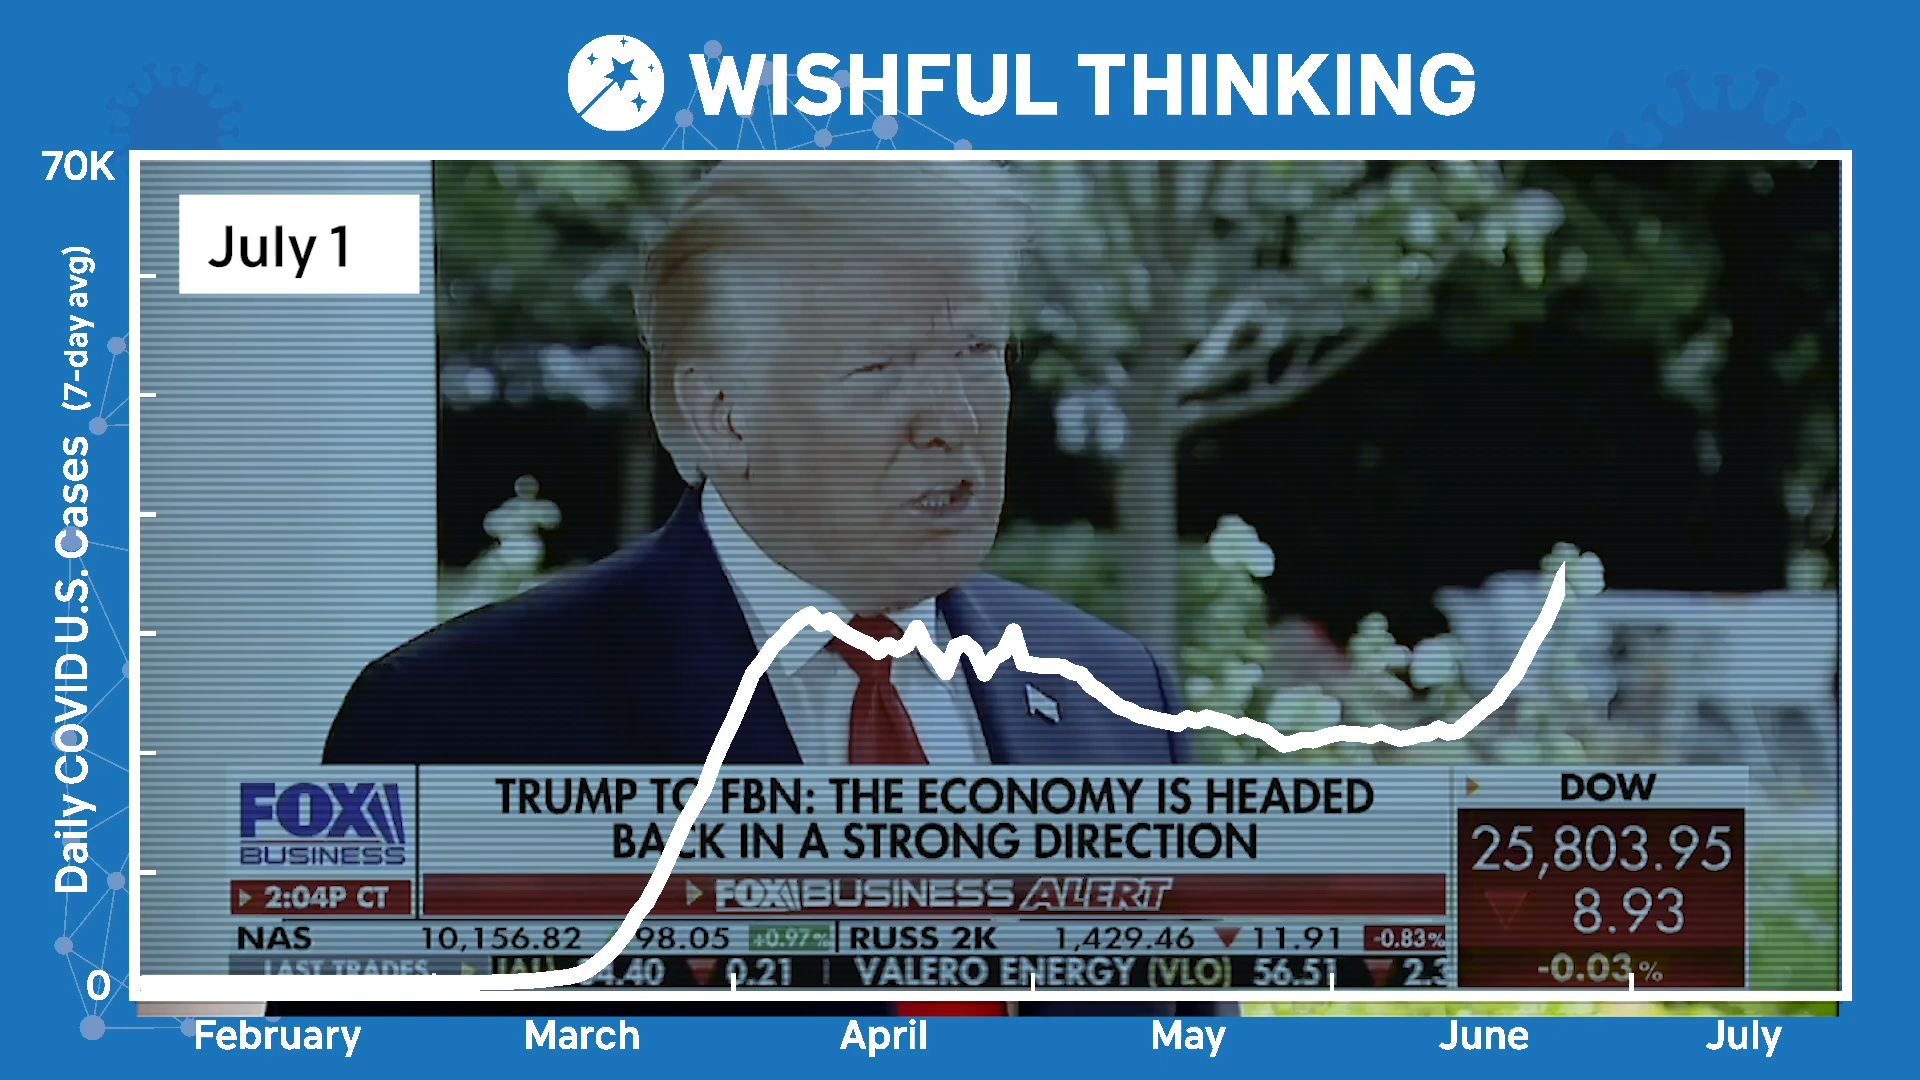 WISHFUL THINKING
70K
July 1
Daily COVID U.S. Cases (7-day avg)
TRUMP TO FBN: THE ECONOMY IS HEADED
BACK IN A STRONG DIRECTION
FOX
BUSINESS
DOW
25,803.95
8.93
-0.03%
2:04P CT
FOX BUSINESS ALERT
NAS 10,156.82 98.05 +0.97% RUSS 2K 1,429.46 11.91 -0.83%
LAST TRADES 0.21 VALERO ENERGY (VLO) 56.51 2.3
0
February March April May June July